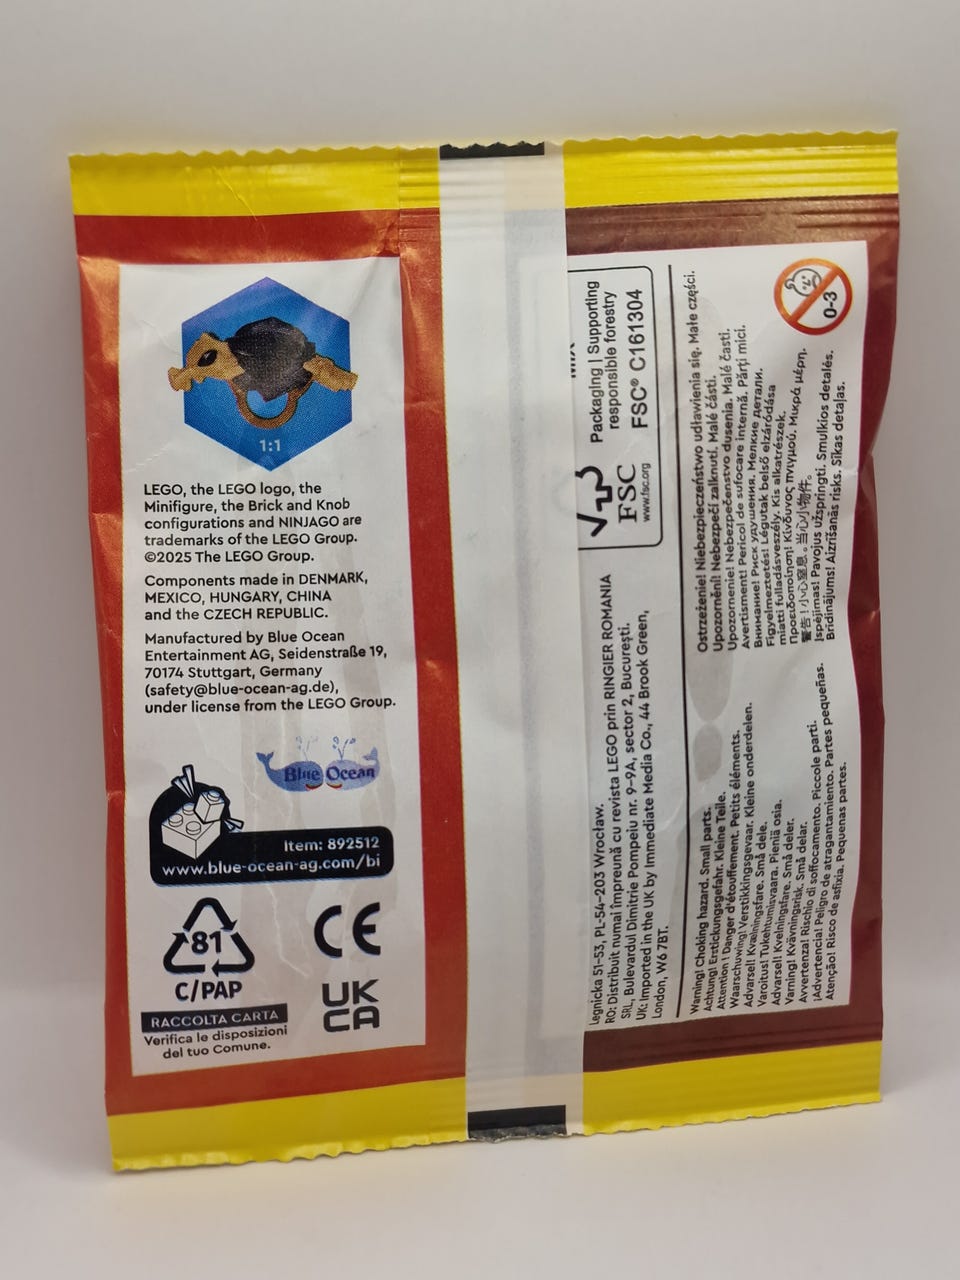 1:1
LEGO, the LEGO logo, the
Minifigure, the Brick and Knob
configurations and NINJAGO are
trademarks of the LEGO Group.
©2025 The LEGO Group.
Components made in DENMARK,
MEXICO, HUNGARY, CHINA
and the CZECH REPUBLIC.
Manufactured by Blue Ocean
Entertainment AG, Seidenstraße 19,
70174 Stuttgart, Germany
(safety@blue-ocean-ag.de),
under license from the LEGO Group.
Blue Ocean
Item: 892512
www.blue-ocean-ag.com/bi
81
C/PAP
RACCOLTA CARTA
Verifica le disposizioni
del tuo Comune.
CE
UK
CA
FSC
www.fsc.org
Packaging | Supporting
responsible forestry
FSC® C161304
Legnicka 51-53, PL-54-203 Wrocław.
RO: Distribuit numai împreună cu revista LEGO prin RINGIER ROMANIA
SRL, Bulevardul Dimitrie Pompeiu nr. 9-9A, sector 2, București.
UK: Imported in the UK by Immediate Media Co., 44 Brook Green,
London, W6 7BT.
Warning! Choking hazard. Small parts.
Achtung! Erstickungsgefahr. Kleine Teile.
Attention ! Danger d'étouffement. Petits éléments.
Waarschuwing! Verstikkingsgevaar. Kleine onderdelen.
Advarsel! Kvælningsfare. Små dele.
Varoitus! Tukehtumisvaara. Pieniä osia.
Advarsel! Kvelningsfare. Små deler.
Varning! Kvävningsrisk. Små delar.
Avvertenza! Rischio di soffocamento. Piccole parti.
¡Advertencia! Peligro de atragantamiento. Partes pequeñas.
Atenção! Risco de asfixia. Pequenas partes.
Ostrzeżenie! Niebezpieczeństwo udławienia się. Małe części.
Upozornění! Nebezpečí zalknutí. Malé části.
Upozornenie! Nebezpečenstvo dusenia. Malé časti.
Avertisment! Pericol de sufocare internă. Părți mici.
Внимание! Риск удушения. Мелкие детали.
Figyelmeztetés! Légutak belső elzáródása
miatti fulladásveszély. Kis alkatrészek.
Προειδοποίηση! Κίνδυνος πνιγμού. Μικρά μέρη.
警告！小心窒息。当心小物件。
Įspėjimas! Pavojus užspringti. Smulkios detalės.
Brīdinājums! Aizrīšanās risks. Sīkas detaļas.
0-3